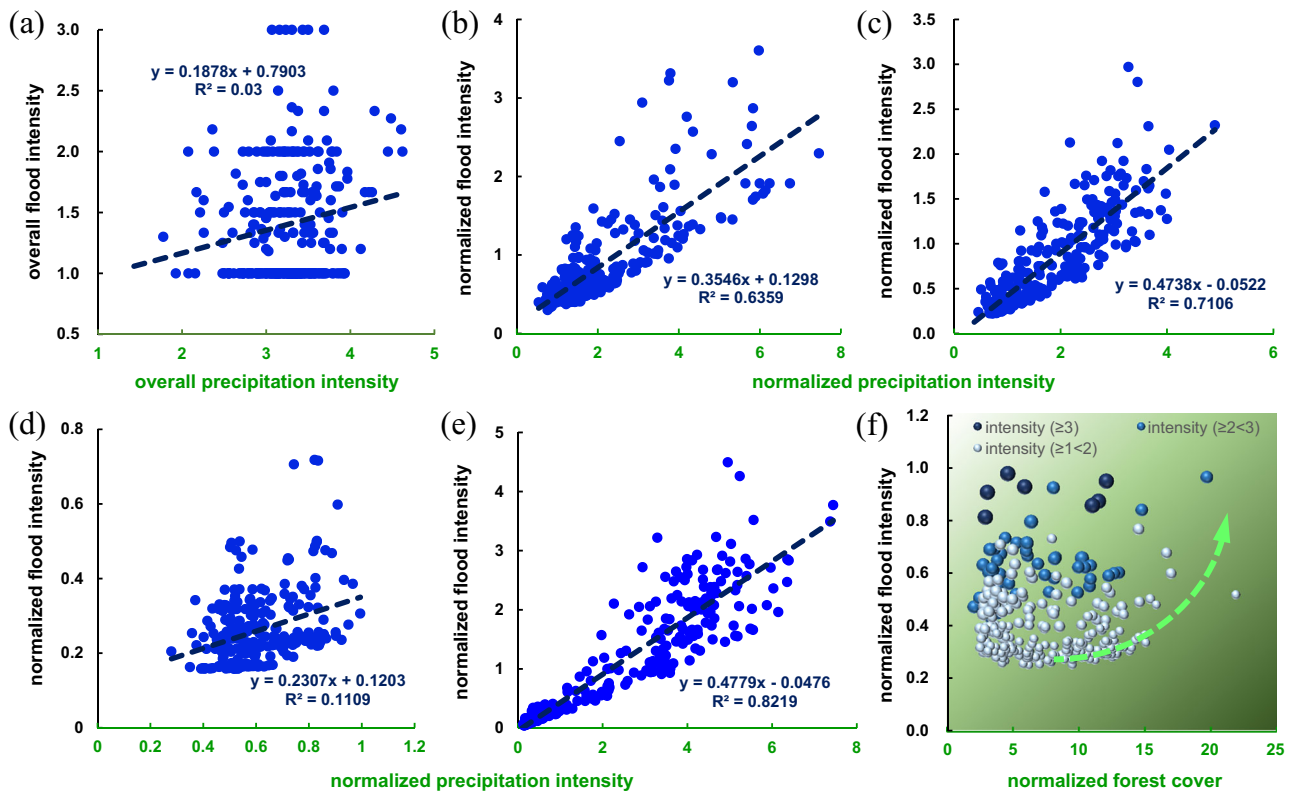 (a)
overall flood intensity
3.0
2.5
2.0
1.5
1.0
0.5
y = 0.1878x + 0.7903
R² = 0.03
1 2 3 4 5
overall precipitation intensity
(b)
normalized flood intensity
4
3
2
1
0
y = 0.3546x + 0.1298
R² = 0.6359
0 2 4 6 8
(c)
normalized flood intensity
3.5
3.0
2.5
2.0
1.5
1.0
0.5
0.0
y = 0.4738x - 0.0522
R² = 0.7106
0 2 4 6
normalized precipitation intensity
(d)
normalized flood intensity
0.8
0.6
0.4
0.2
0
y = 0.2307x + 0.1203
R² = 0.1109
0 0.2 0.4 0.6 0.8 1 1.2
(e)
normalized flood intensity
5
4
3
2
1
0
y = 0.4779x - 0.0476
R² = 0.8219
0 2 4 6 8
normalized precipitation intensity
(f)
normalized flood intensity
1.2
1.0
0.8
0.6
0.4
0.2
0.0
intensity (≥3) intensity (≥2<3)
intensity (≥1<2)
0 5 10 15 20 25
normalized forest cover